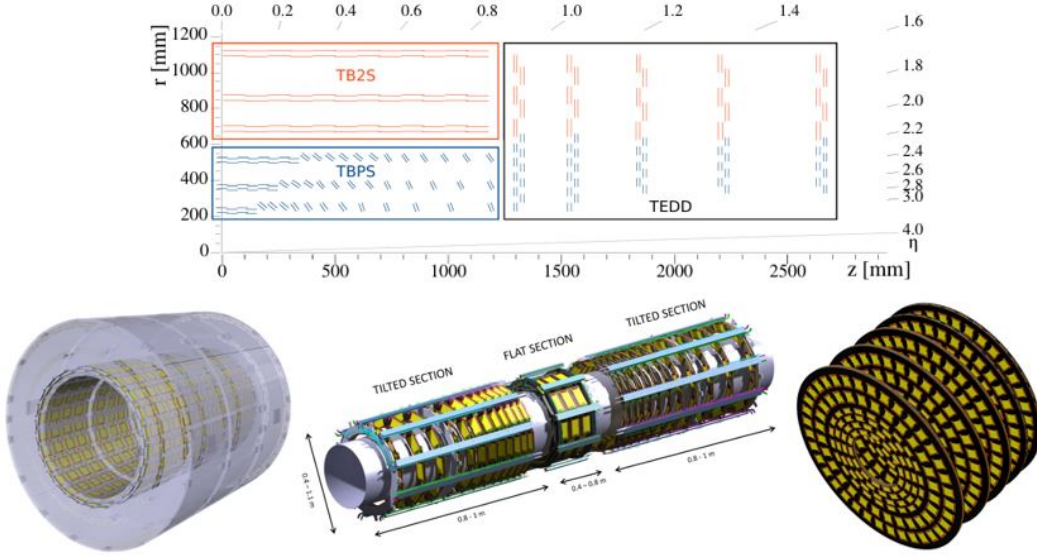 0.0 0.2 0.4 0.6 0.8 1.0 1.2 1.4 1.6
r [mm]
1200
1000
800
600
400
200
0
TB2S
TBPS
TEDD
1.8
2.0
2.2
2.4
2.6
2.8
3.0
4.0
η
0 500 1000 1500 2000 2500 z [mm]
TILTED SECTION
FLAT SECTION
TILTED SECTION
0.4 – 1.1 m
0.8 - 1 m
0.4 – 0.8 m
0.8 - 1 m